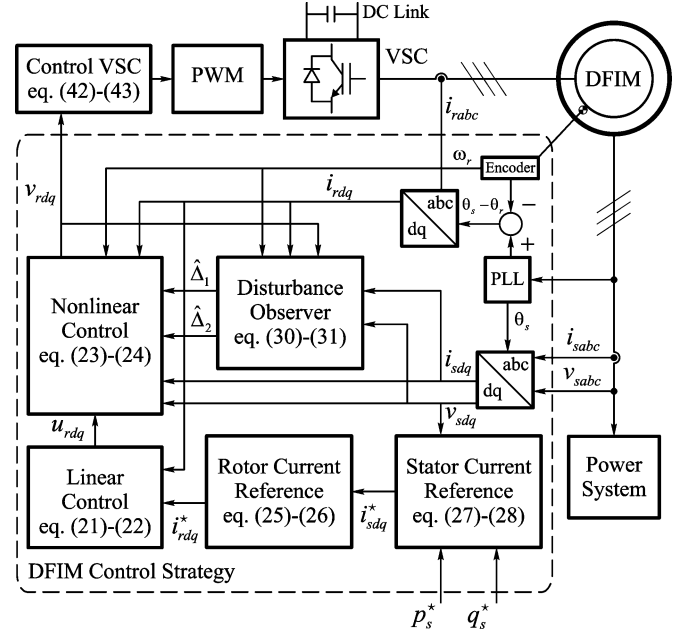 DC Link
Control VSC
eq. (42)-(43)
PWM
VSC
DFIM
i_rabc
ω_r
Encoder
v_rdq
i_rdq
abc
dq
θ_s − θ_r
−
+
PLL
θ_s
Nonlinear
Control
eq. (23)-(24)
Δ̂_1
Δ̂_2
Disturbance
Observer
eq. (30)-(31)
i_sdq
v_sdq
abc
dq
i_sabc
v_sabc
u_rdq
Linear
Control
eq. (21)-(22)
i*_rdq
Rotor Current
Reference
eq. (25)-(26)
i*_sdq
Stator Current
Reference
eq. (27)-(28)
Power
System
DFIM Control Strategy
p*_s
q*_s